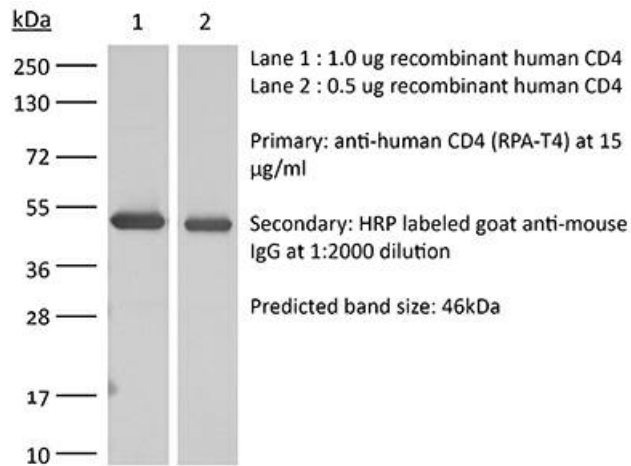 kDa
1 2
250
130
72
55
36
28
17
10
Lane 1 : 1.0 ug recombinant human CD4
Lane 2 : 0.5 ug recombinant human CD4
Primary: anti-human CD4 (RPA-T4) at 15
µg/ml
Secondary: HRP labeled goat anti-mouse
IgG at 1:2000 dilution
Predicted band size: 46kDa